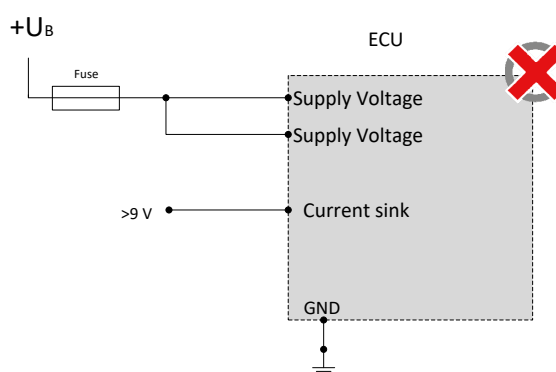 +UB
ECU
Fuse
Supply Voltage
Supply Voltage
>9 V
Current sink
GND